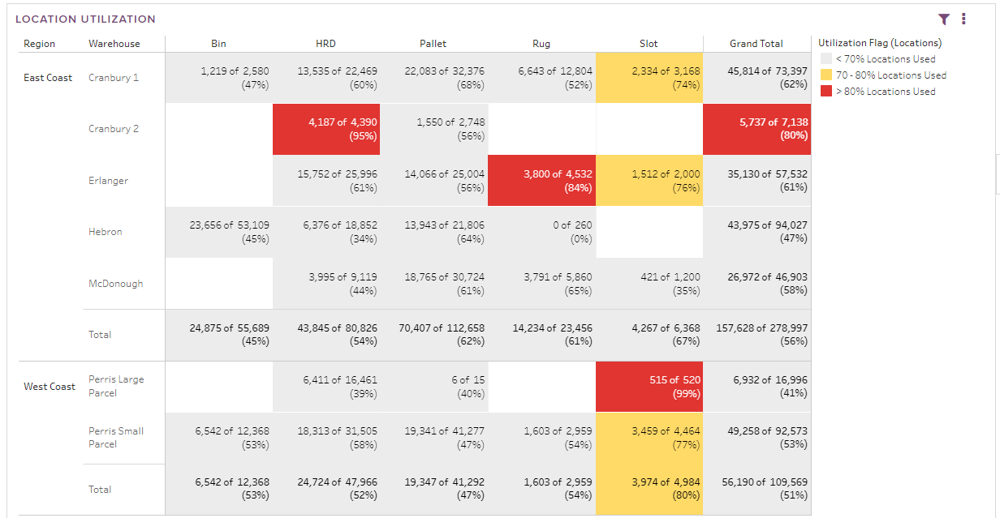 LOCATION UTILIZATION
Region Warehouse Bin HRD Pallet Rug Slot Grand Total
East Coast Cranbury 1 1,219 of 2,580 13,535 of 22,469 22,083 of 32,376 6,643 of 12,804 2,334 of 3,168 45,814 of 73,397
(47%) (60%) (68%) (52%) (74%) (62%)
Cranbury 2 4,187 of 4,390 1,550 of 2,748 5,737 of 7,138
(95%) (56%) (80%)
Erlanger 15,752 of 25,996 14,066 of 25,004 3,800 of 4,532 1,512 of 2,000 35,130 of 57,532
(61%) (56%) (84%) (76%) (61%)
Hebron 23,656 of 53,109 6,376 of 18,852 13,943 of 21,806 0 of 260 43,975 of 94,027
(45%) (34%) (64%) (0%) (47%)
McDonough 3,995 of 9,119 18,765 of 30,724 3,791 of 5,860 421 of 1,200 26,972 of 46,903
(44%) (61%) (65%) (35%) (58%)
Total 24,875 of 55,689 43,845 of 80,826 70,407 of 112,658 14,234 of 23,456 4,267 of 6,368 157,628 of 278,997
(45%) (54%) (62%) (61%) (67%) (56%)
West Coast Perris Large 6,411 of 16,461 6 of 15 515 of 520 6,932 of 16,996
Parcel (39%) (40%) (99%) (41%)
Perris Small 6,542 of 12,368 18,313 of 31,505 19,341 of 41,277 1,603 of 2,959 3,459 of 4,464 49,258 of 92,573
Parcel (53%) (58%) (47%) (54%) (77%) (53%)
Total 6,542 of 12,368 24,724 of 47,966 19,347 of 41,292 1,603 of 2,959 3,974 of 4,984 56,190 of 109,569
(53%) (52%) (47%) (54%) (80%) (51%)
Utilization Flag (Locations)
< 70% Locations Used
70 - 80% Locations Used
> 80% Locations Used